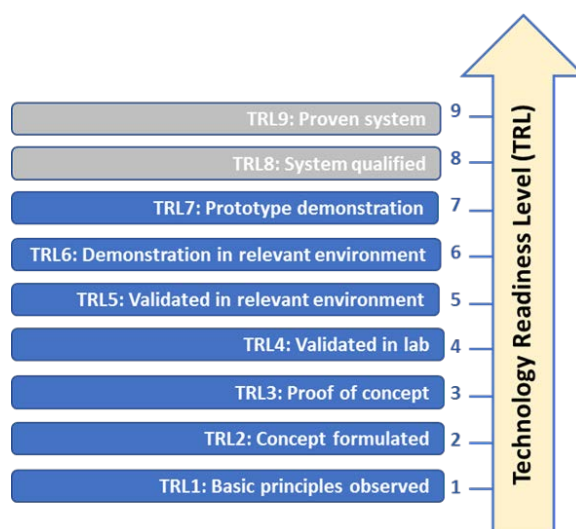 TRL9: Proven system
9
TRL8: System qualified
8
TRL7: Prototype demonstration
7
TRL6: Demonstration in relevant environment
6
TRL5: Validated in relevant environment
5
TRL4: Validated in lab
4
TRL3: Proof of concept
3
TRL2: Concept formulated
2
TRL1: Basic principles observed
1
Technology Readiness Level (TRL)